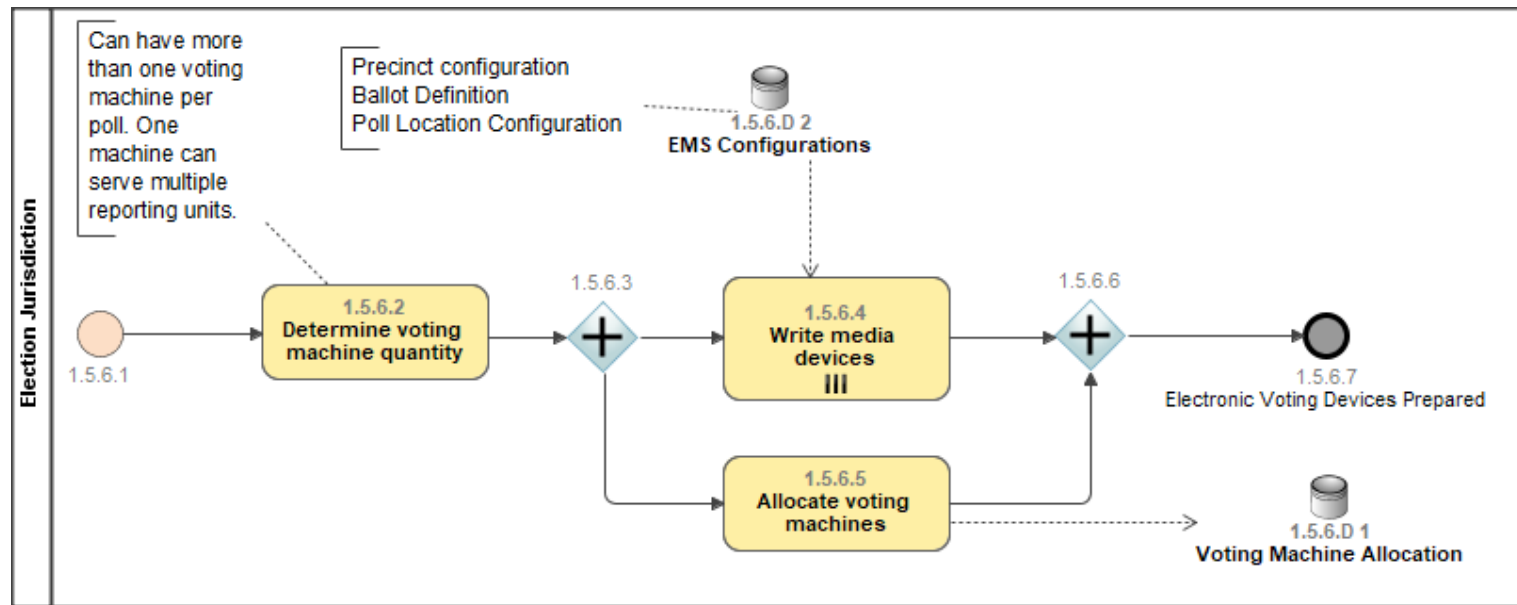 Election Jurisdiction
Can have more
than one voting
machine per
poll. One
machine can
serve multiple
reporting units.
Precinct configuration
Ballot Definition
Poll Location Configuration
1.5.6.D 2
EMS Configurations
1.5.6.1
1.5.6.2
Determine voting
machine quantity
1.5.6.3
1.5.6.4
Write media
devices
1.5.6.5
Allocate voting
machines
1.5.6.6
1.5.6.7
Electronic Voting Devices Prepared
1.5.6.D 1
Voting Machine Allocation